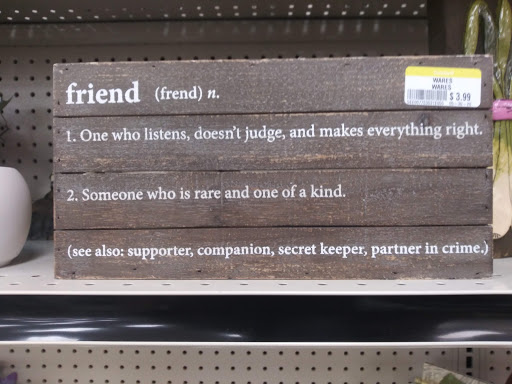 friend (frend) n.
WARES
WARES
$3.99
1. One who listens, doesn't judge, and makes everything right.
2. Someone who is rare and one of a kind.
(see also: supporter, companion, secret keeper, partner in crime.)